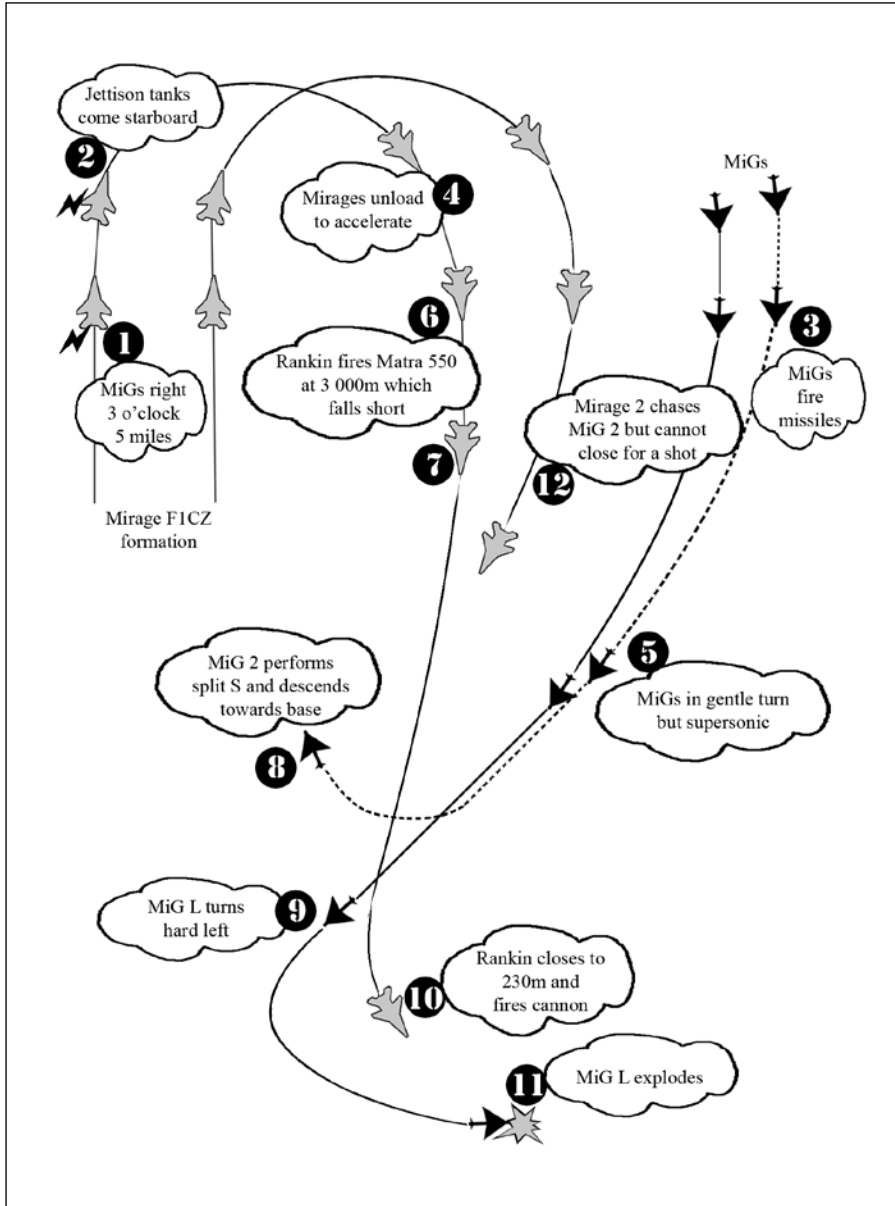 Jettison tanks
come starboard
2
MiGs
4
Mirages unload
to accelerate
1
MiGs right
3 o’clock
5 miles
6
Rankin fires Matra 550
at 3 000m which
falls short
3
MiGs
fire
missiles
Mirage 2 chases
MiG 2 but cannot
close for a shot
7
12
Mirage F1CZ
formation
5
MiGs in gentle turn
but supersonic
MiG 2 performs
split S and descends
towards base
8
MiG L turns
hard left
9
Rankin closes to
230m and
fires cannon
10
11
MiG L explodes